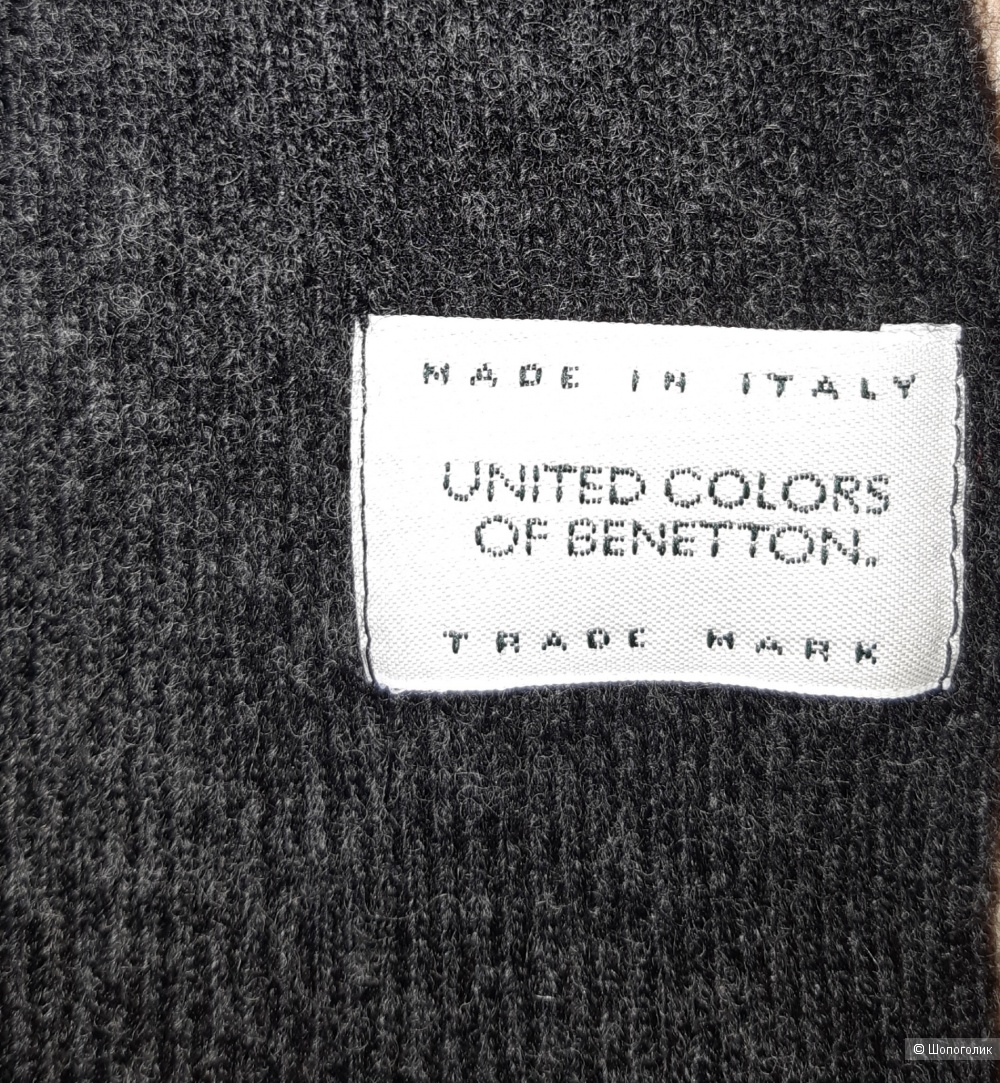 MADE IN ITALY
UNITED COLORS
OF BENETTON.
TRADE MARK
© Шопоголик